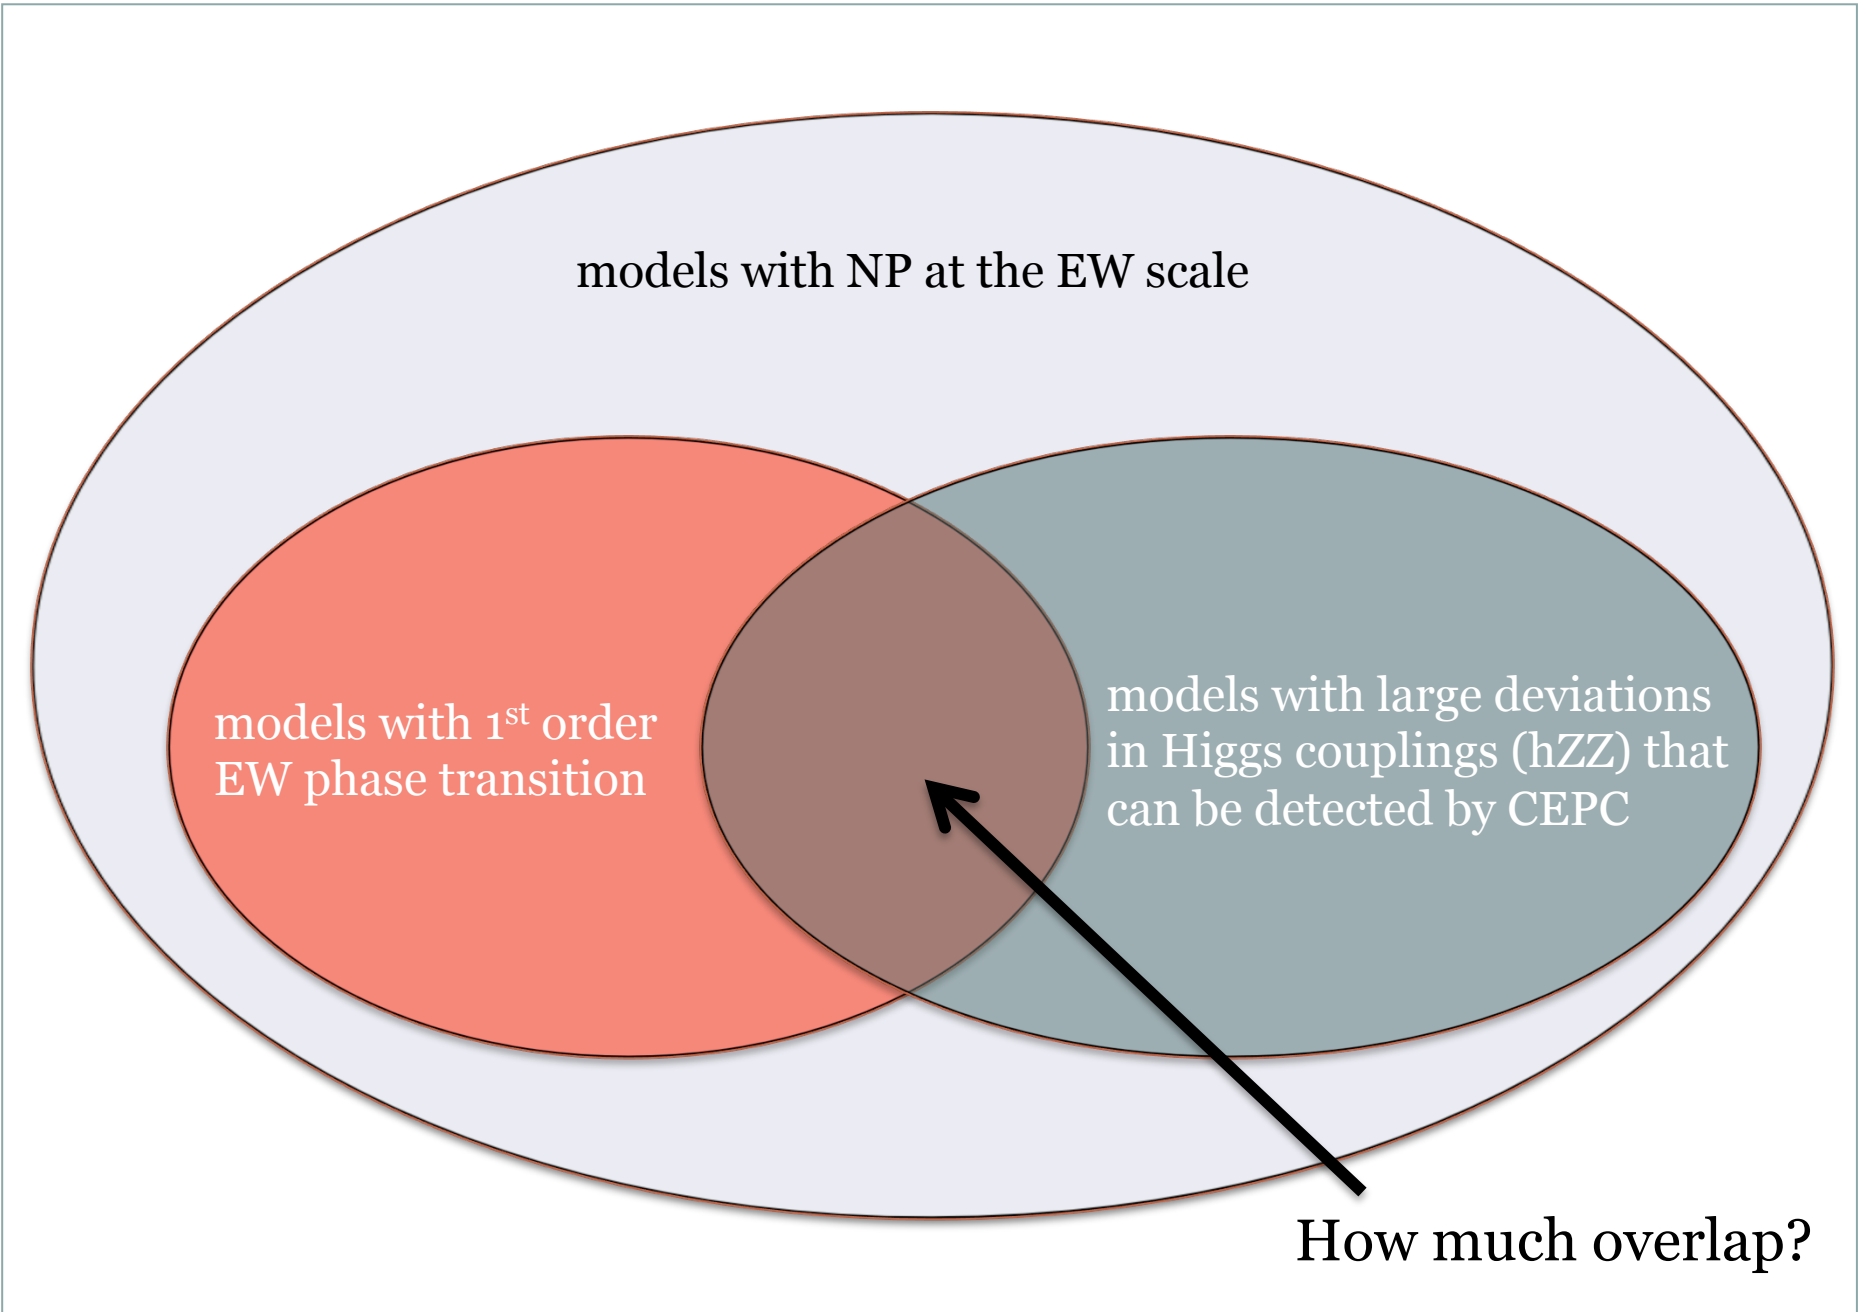 models with NP at the EW scale
models with 1st order
EW phase transition
models with large deviations
in Higgs couplings (hZZ) that
can be detected by CEPC
How much overlap?